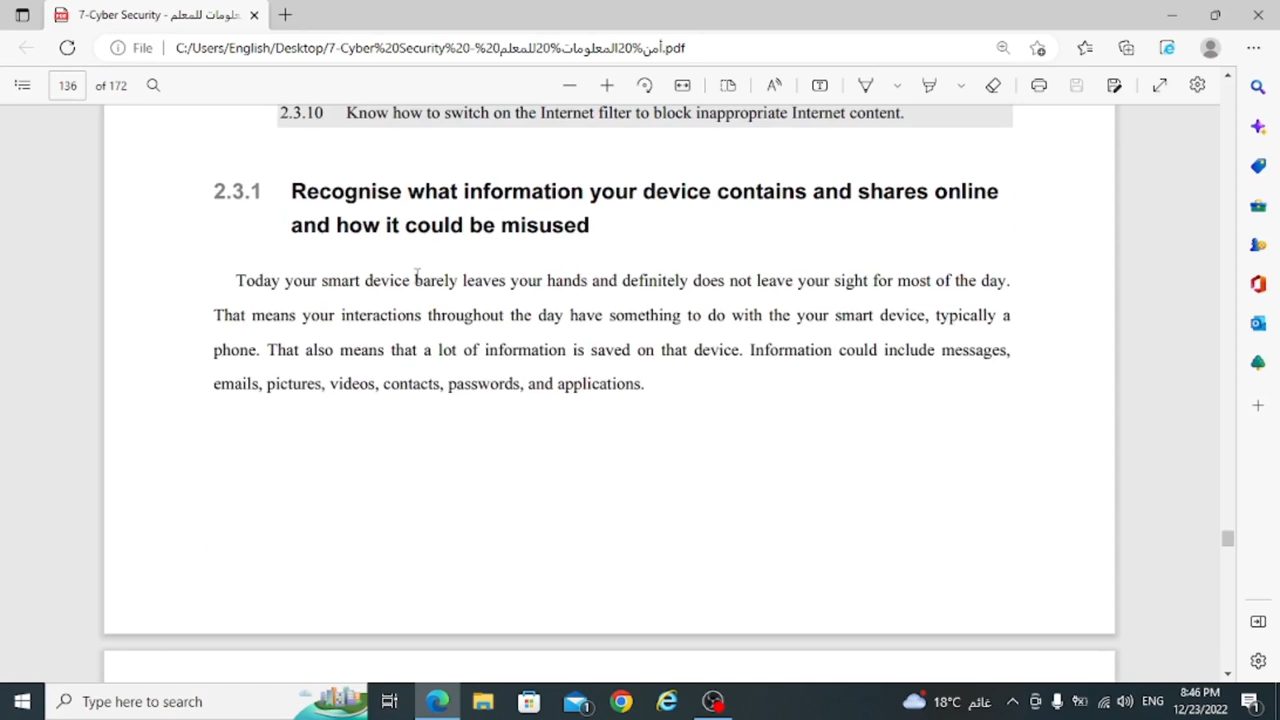 7-Cyber Security - أمن المعلومات للمعلم
File
C:/Users/English/Desktop/7-Cyber%20Security%20-%20أمن%20المعلومات%20للمعلم.pdf
136 of 172
2.3.10 Know how to switch on the Internet filter to block inappropriate Internet content.
2.3.1 Recognise what information your device contains and shares online
and how it could be misused
Today your smart device barely leaves your hands and definitely does not leave your sight for most of the day.
That means your interactions throughout the day have something to do with the your smart device, typically a
phone. That also means that a lot of information is saved on that device. Information could include messages,
emails, pictures, videos, contacts, passwords, and applications.
Type here to search
18°C غائم
ENG
8:46 PM
12/23/2022